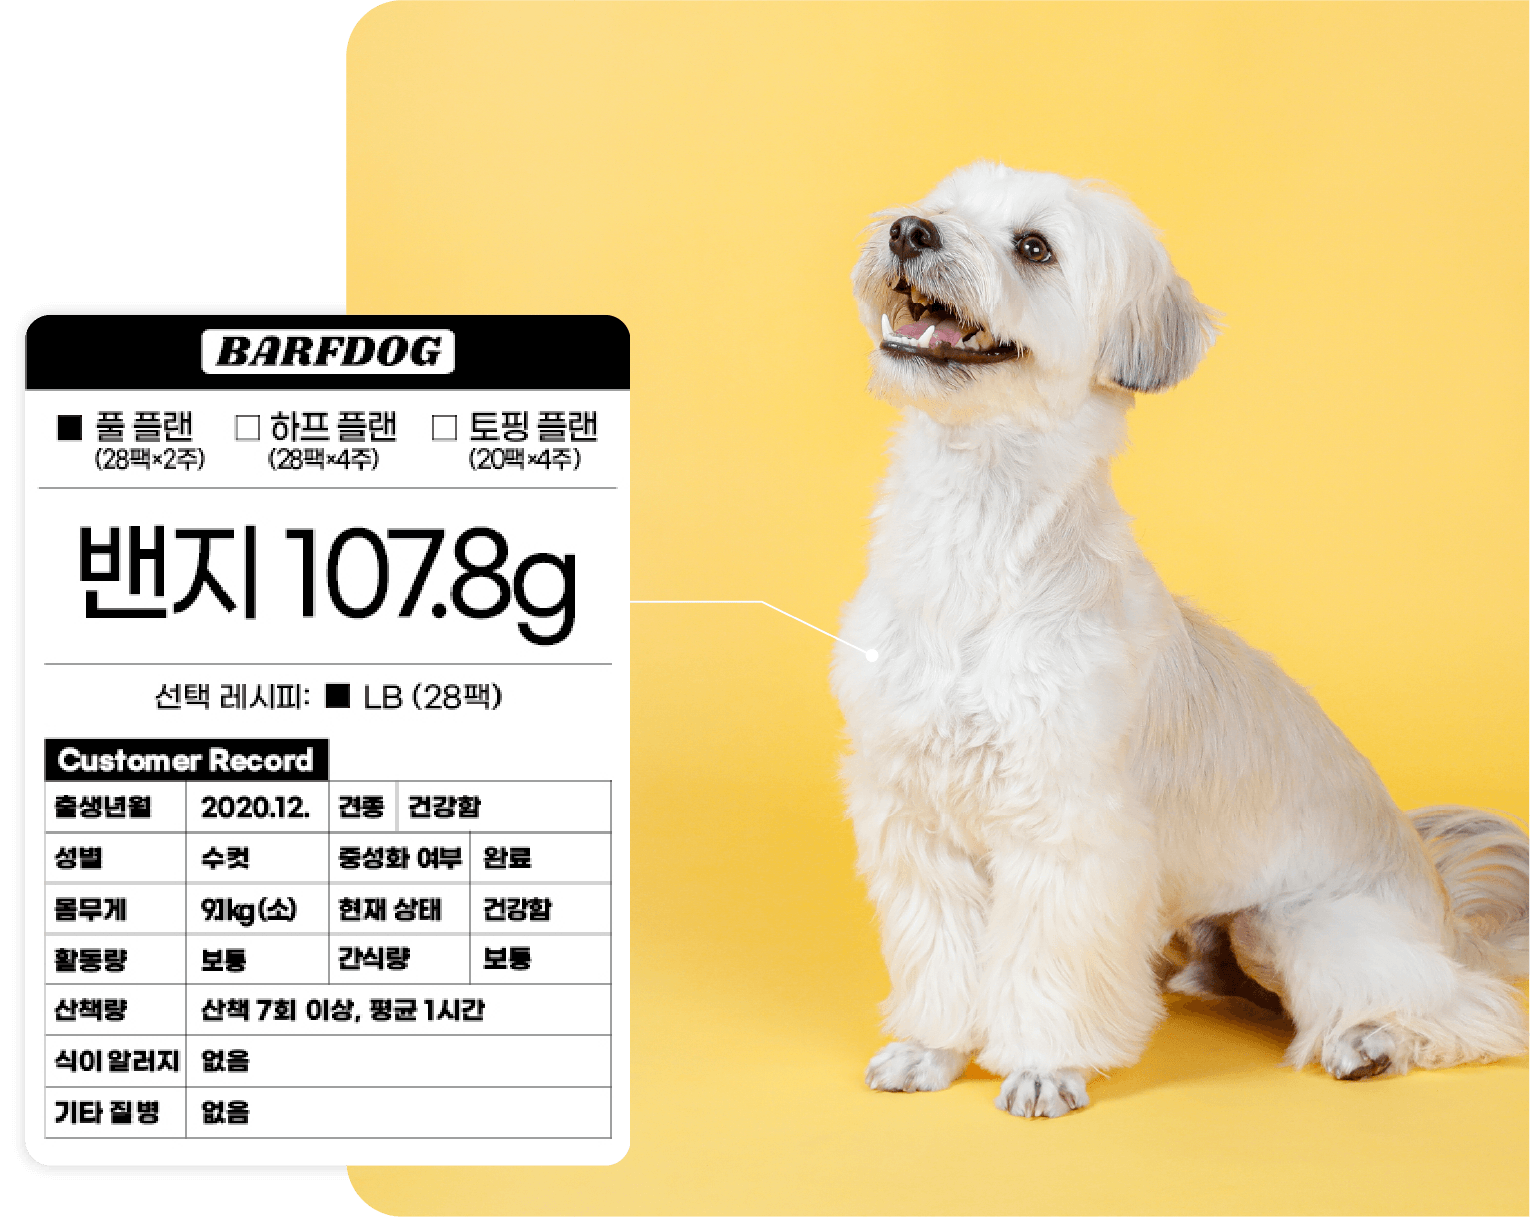 BARFDOG
■ 풀 플랜 □ 하프 플랜 □ 토핑 플랜
(28팩×2주) (28팩×4주) (20팩×4주)
밴지 107.8g
선택 레시피: ■ LB (28팩)
Customer Record
출생년월 2020.12. 견종 건강함
성별 수컷 중성화 여부 완료
몸무게 9.1kg (소) 현재 상태 건강함
활동량 보통 간식량 보통
산책량 산책 7회 이상, 평균 1시간
식이 알러지 없음
기타 질병 없음